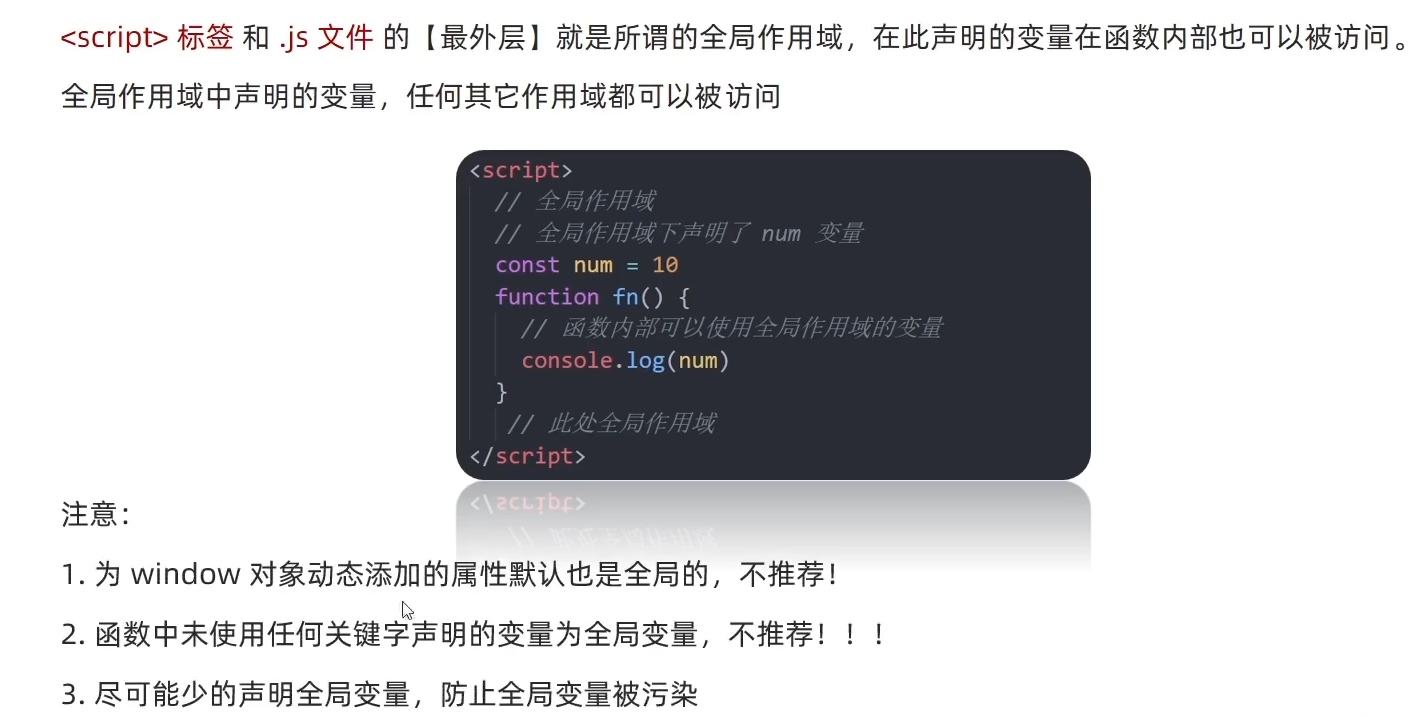 <script> 标签 和 .js 文件 的【最外层】就是所谓的全局作用域，在此声明的变量在函数内部也可以被访问。
全局作用域中声明的变量，任何其它作用域都可以被访问
<script>
// 全局作用域
// 全局作用域下声明了 num 变量
const num = 10
function fn() {
// 函数内部可以使用全局作用域的变量
console.log(num)
}
// 此处全局作用域
</script>
注意：
1. 为 window 对象动态添加的属性默认也是全局的，不推荐！
2. 函数中未使用任何关键字声明的变量为全局变量，不推荐！！！
3. 尽可能少的声明全局变量，防止全局变量被污染